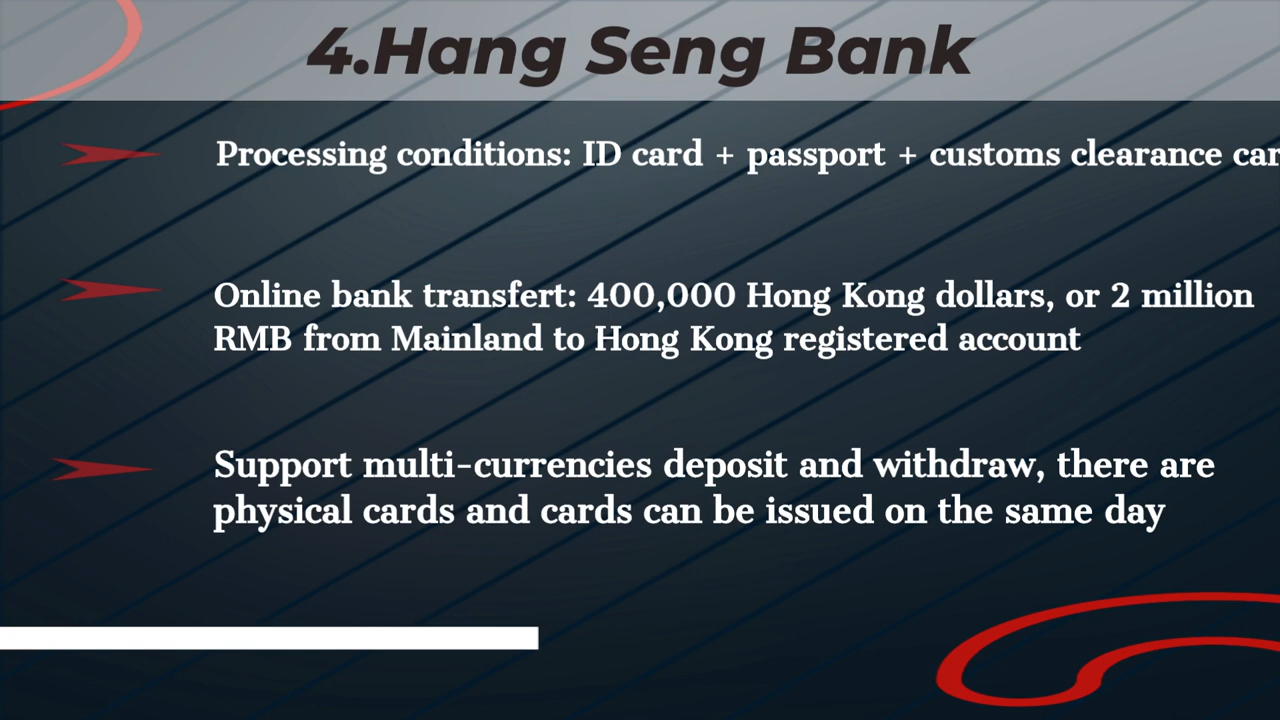 4.Hang Seng Bank
Processing conditions: ID card + passport + customs clearance
Online bank transfert: 400,000 Hong Kong dollars, or 2 million
RMB from Mainland to Hong Kong registered account
Support multi-currencies deposit and withdraw, there are
physical cards and cards can be issued on the same day